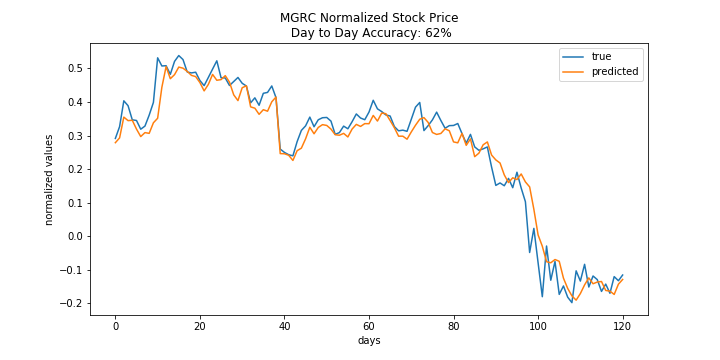 MGRC Normalized Stock Price
Day to Day Accuracy: 62%
true
predicted
normalized values
0.5
0.4
0.3
0.2
0.1
0.0
−0.1
−0.2
0
20
40
60
80
100
120
days